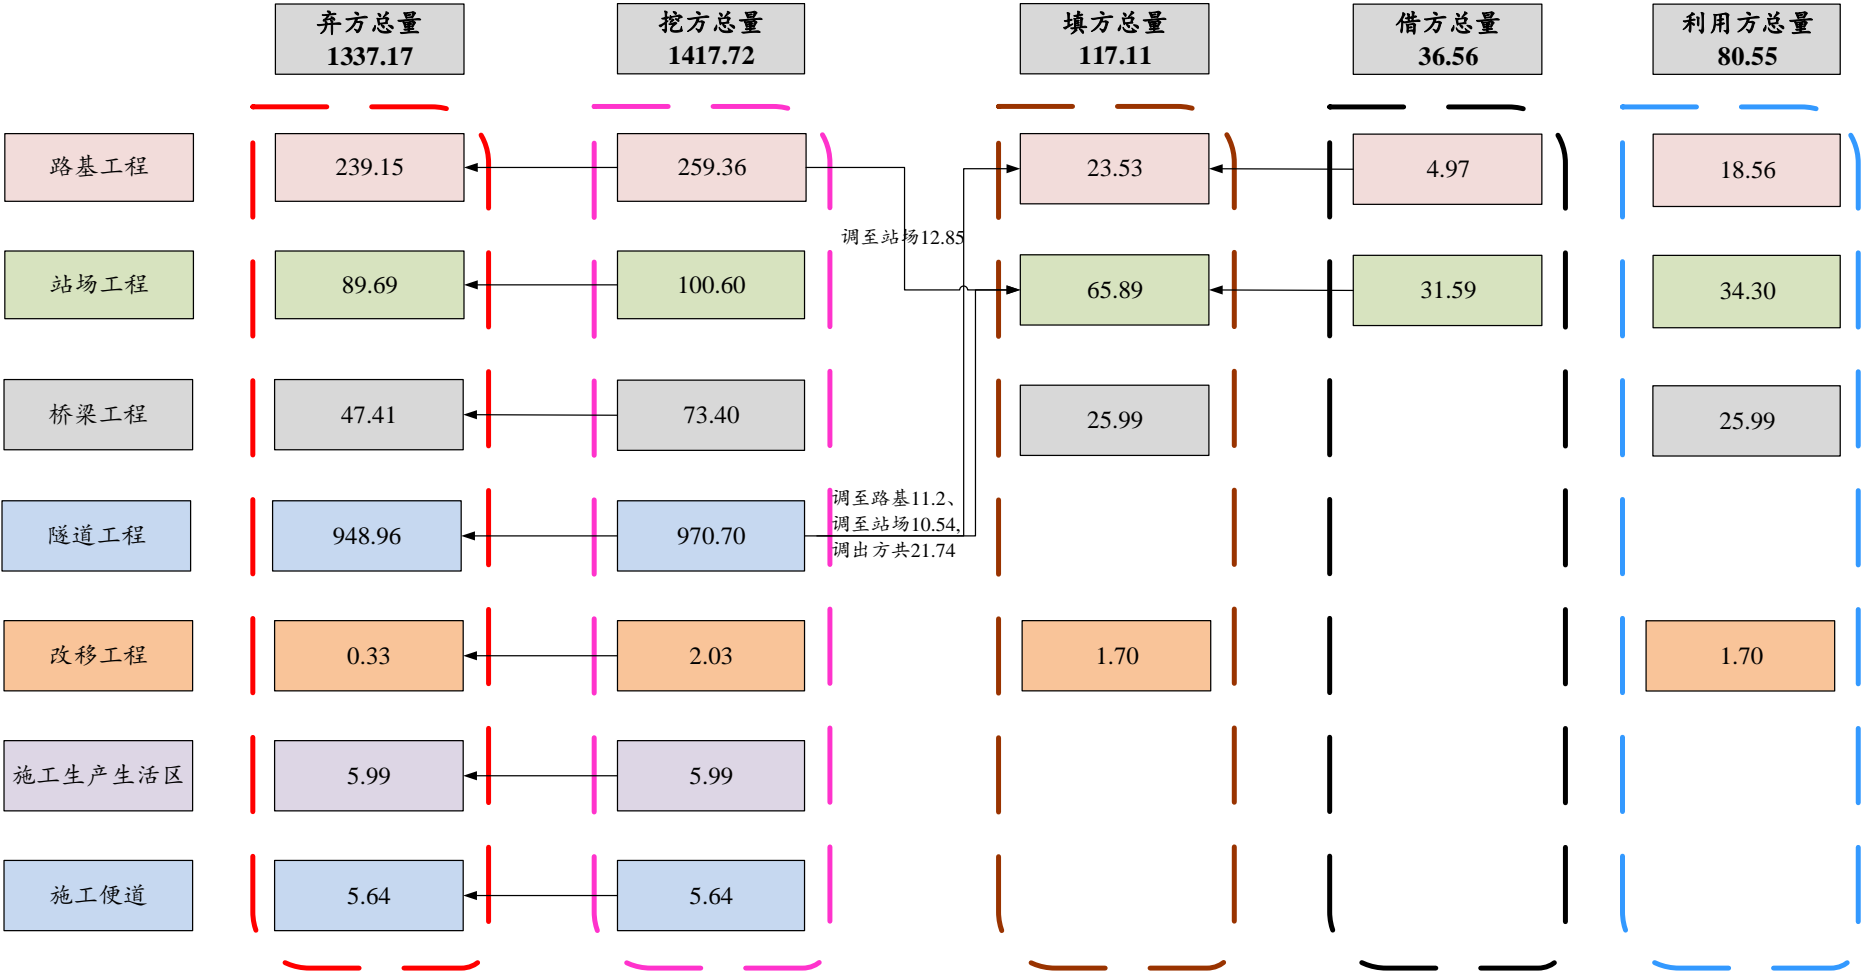 弃方总量
1337.17
挖方总量
1417.72
填方总量
117.11
借方总量
36.56
利用方总量
80.55
路基工程
239.15
259.36
23.53
4.97
18.56
调至站场12.85
站场工程
89.69
100.60
65.89
31.59
34.30
桥梁工程
47.41
73.40
25.99
25.99
隧道工程
948.96
970.70
调至路基11.2、
调至站场10.54,
调出方共21.74
改移工程
0.33
2.03
1.70
1.70
施工生产生活区
5.99
5.99
施工便道
5.64
5.64